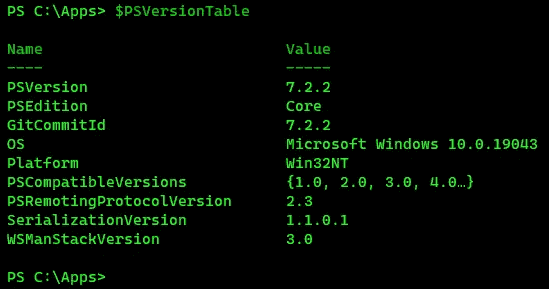 PS C:\Apps> $PSVersionTable
Name Value
---- -----
PSVersion 7.2.2
PSEdition Core
GitCommitId 7.2.2
OS Microsoft Windows 10.0.19043
Platform Win32NT
PSCompatibleVersions {1.0, 2.0, 3.0, 4.0…}
PSRemotingProtocolVersion 2.3
SerializationVersion 1.1.0.1
WSManStackVersion 3.0
PS C:\Apps>